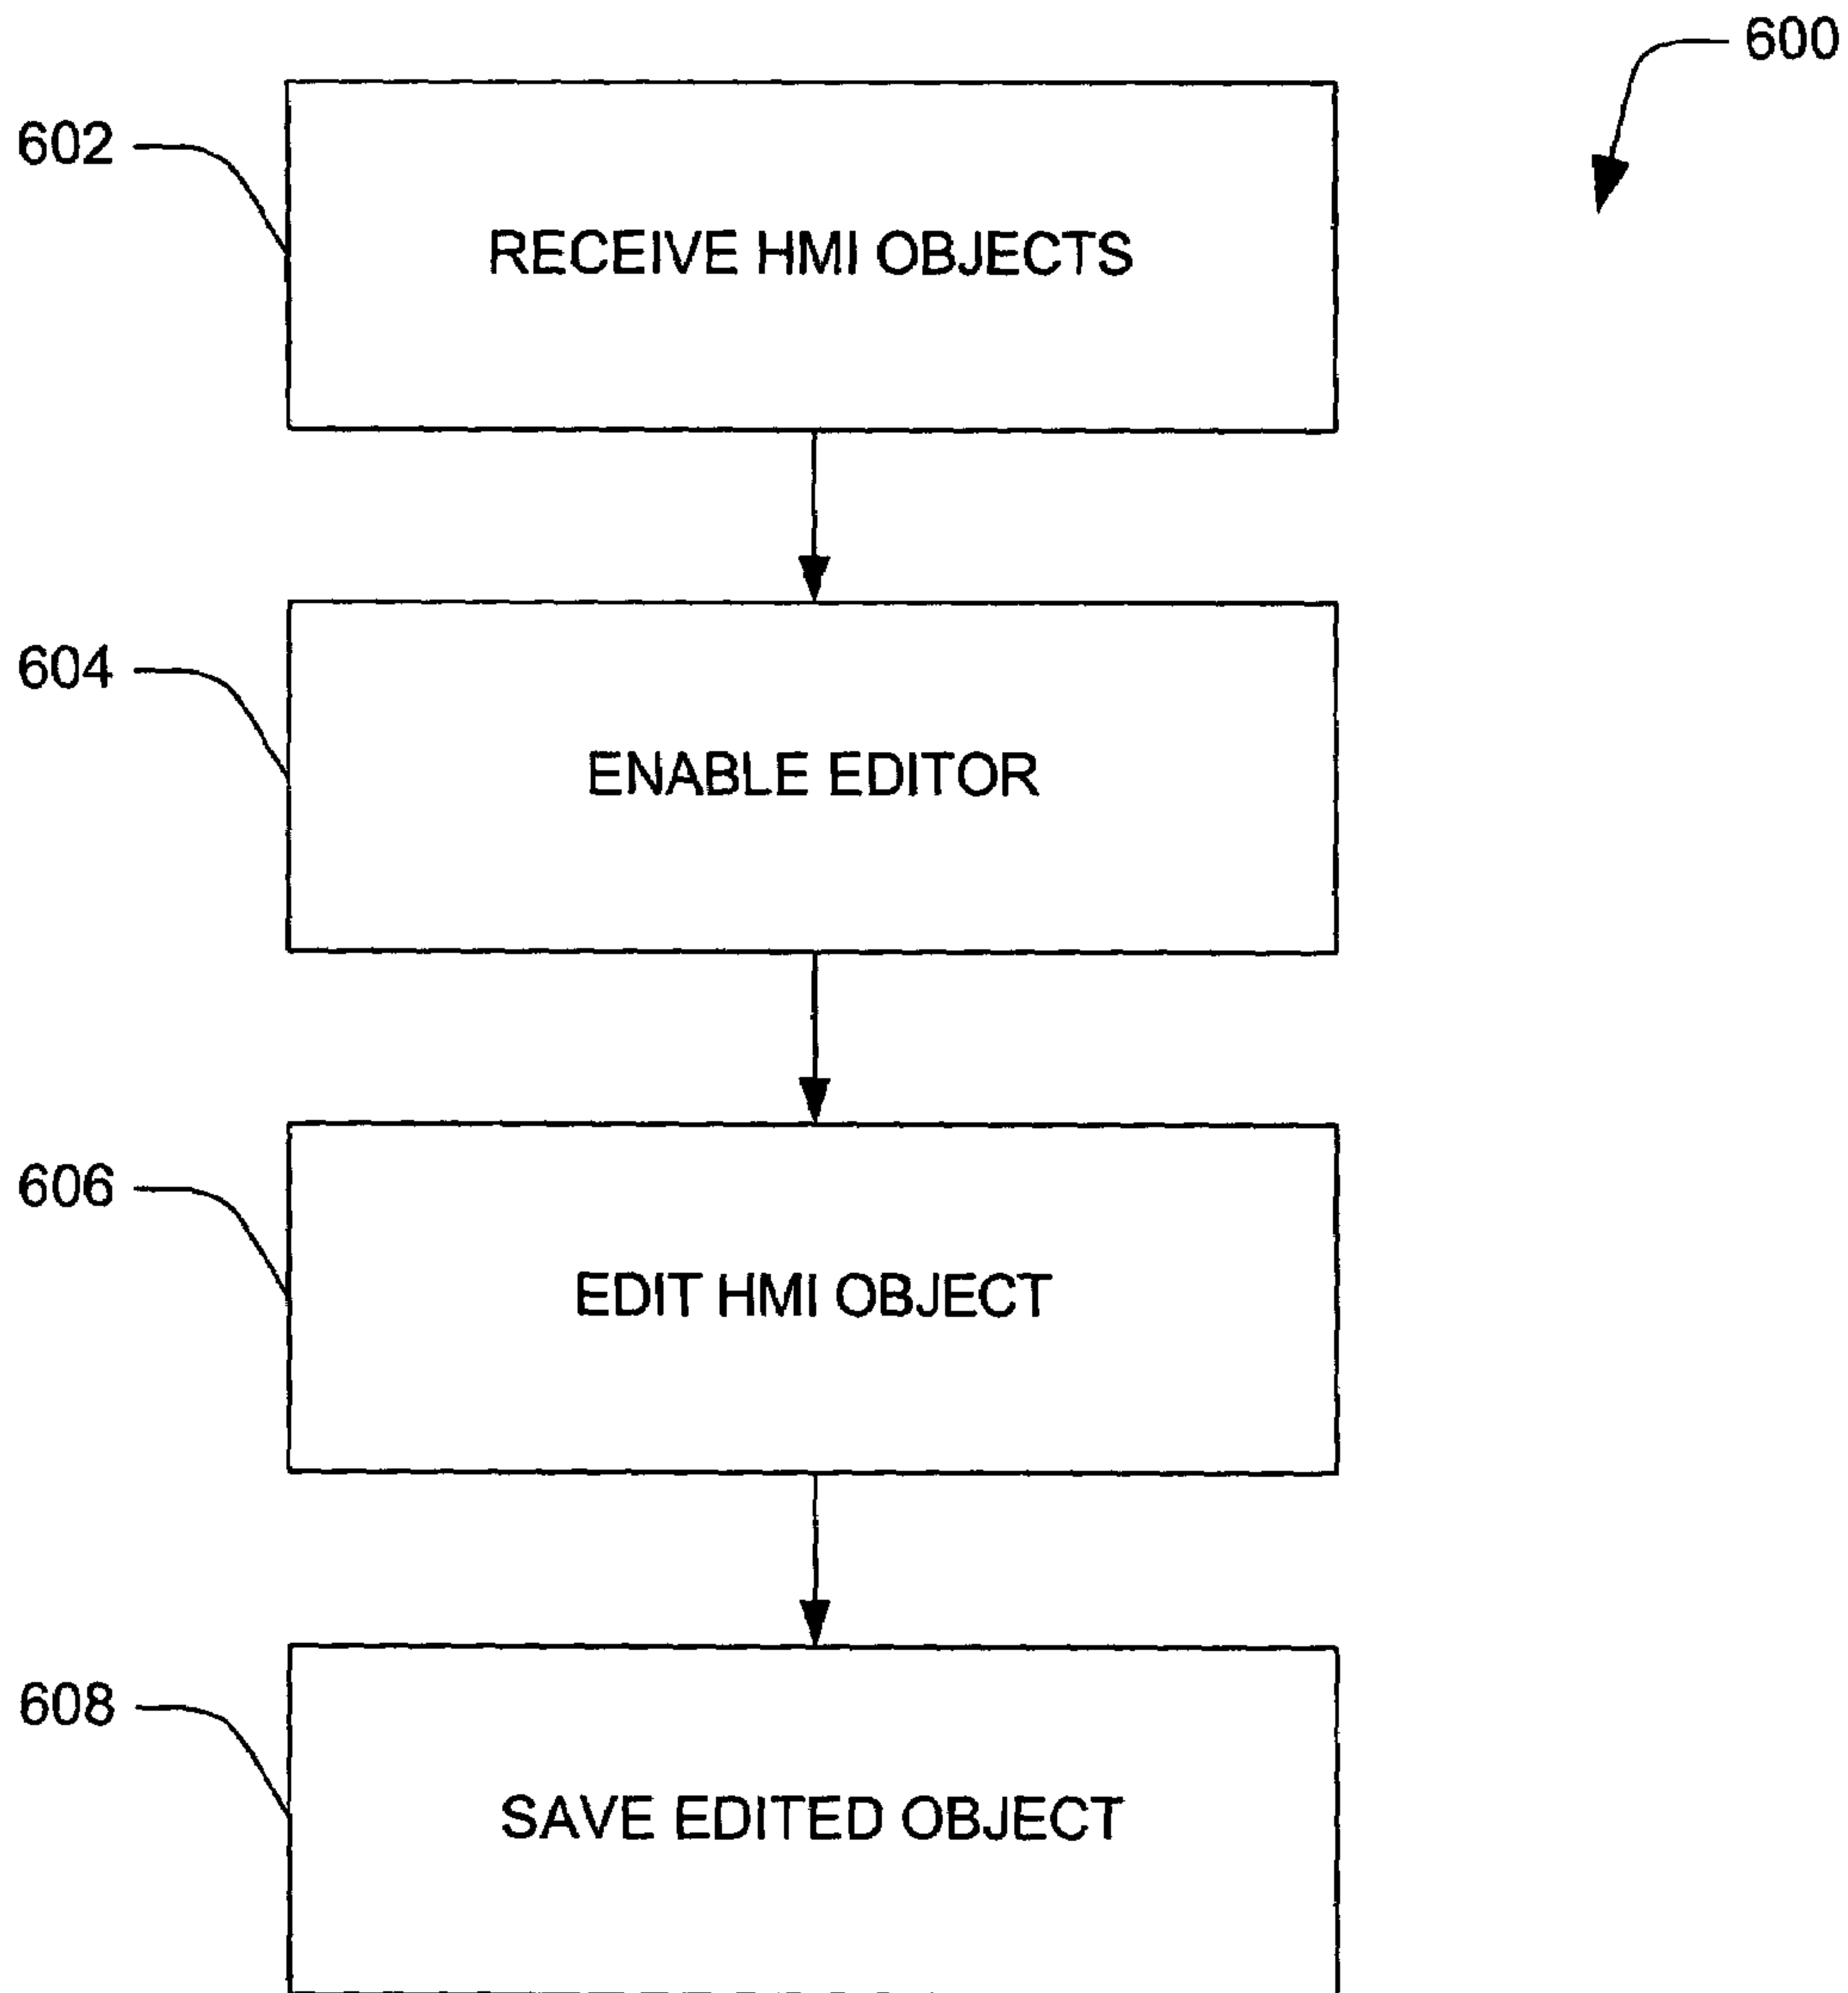 600
602
RECEIVE HMI OBJECTS
604
ENABLE EDITOR
606
EDIT HMI OBJECT
608
SAVE EDITED OBJECT